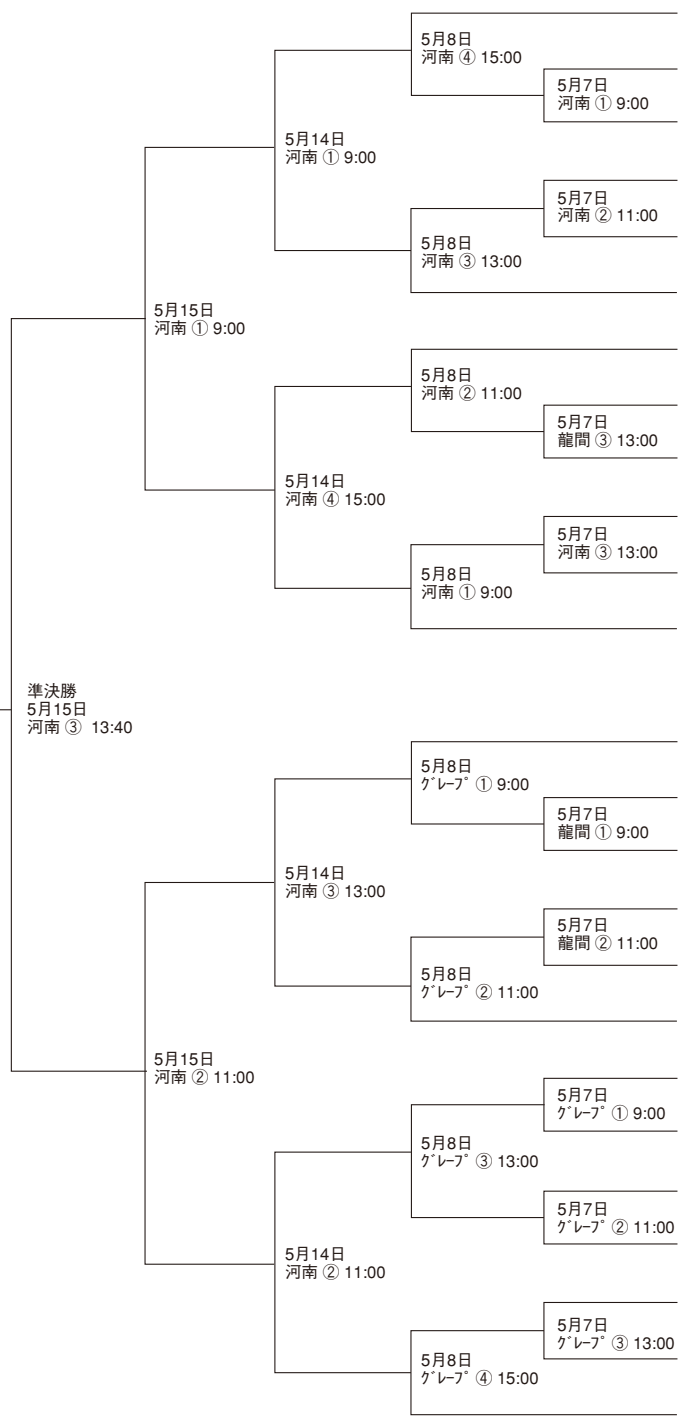 5月8日
河南 ④ 15:00
5月7日
河南 ① 9:00
5月14日
河南 ① 9:00
5月7日
河南 ② 11:00
5月8日
河南 ③ 13:00
5月15日
河南 ① 9:00
5月8日
河南 ② 11:00
5月7日
龍間 ③ 13:00
5月14日
河南 ④ 15:00
5月7日
河南 ③ 13:00
5月8日
河南 ① 9:00
準決勝
5月15日
河南 ③ 13:40
5月8日
ｸﾞﾚｰﾌﾟ ① 9:00
5月7日
龍間 ① 9:00
5月14日
河南 ③ 13:00
5月7日
龍間 ② 11:00
5月8日
ｸﾞﾚｰﾌﾟ ② 11:00
5月15日
河南 ② 11:00
5月7日
ｸﾞﾚｰﾌﾟ ① 9:00
5月8日
ｸﾞﾚｰﾌﾟ ③ 13:00
5月7日
ｸﾞﾚｰﾌﾟ ② 11:00
5月14日
河南 ② 11:00
5月7日
ｸﾞﾚｰﾌﾟ ③ 13:00
5月8日
ｸﾞﾚｰﾌﾟ ④ 15:00